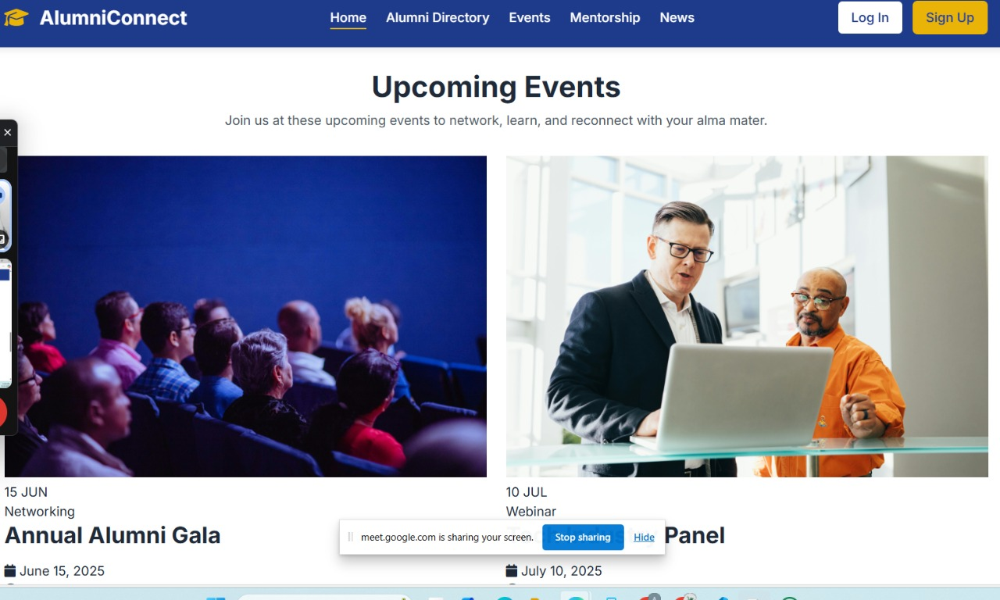 AlumniConnect
Home Alumni Directory Events Mentorship News
Log In Sign Up
Upcoming Events
Join us at these upcoming events to network, learn, and reconnect with your alma mater.
15 JUN
Networking
Annual Alumni Gala
June 15, 2025
10 JUL
Webinar
Panel
July 10, 2025
meet.google.com is sharing your screen. Stop sharing Hide